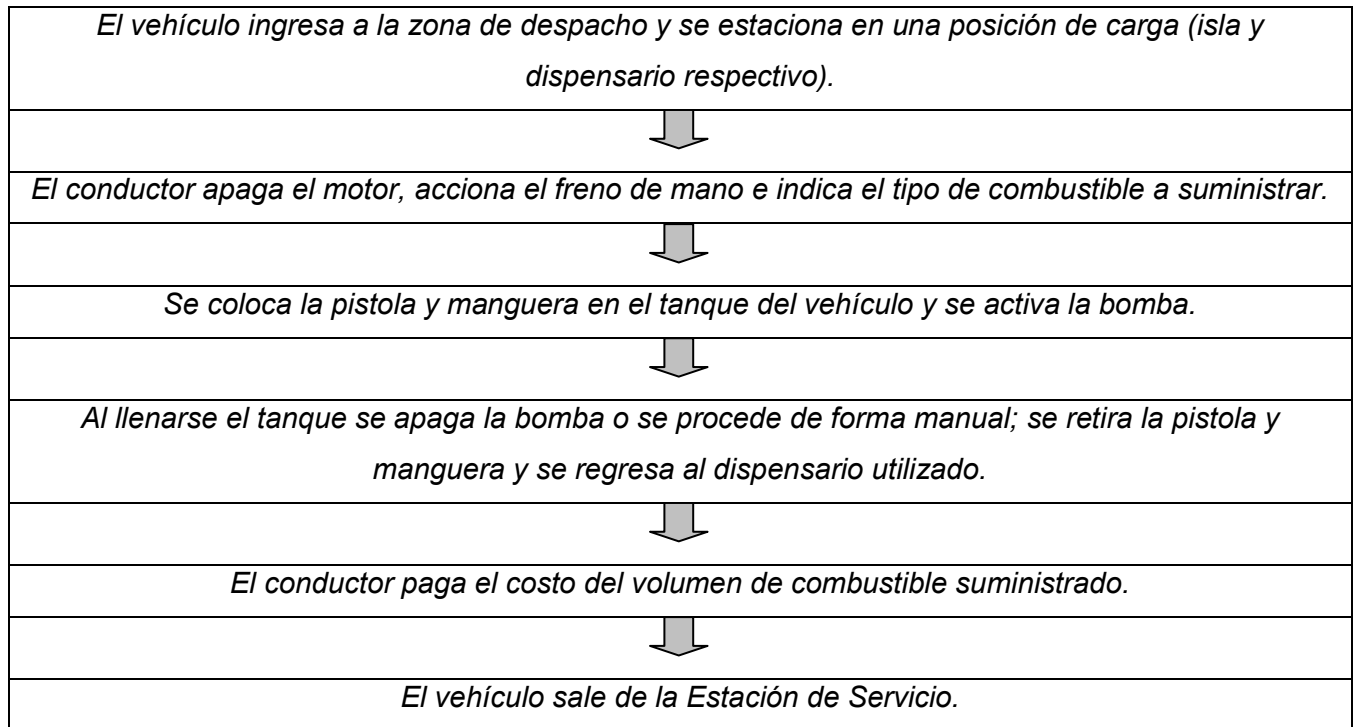 El vehículo ingresa a la zona de despacho y se estaciona en una posición de carga (isla y
dispensario respectivo).
El conductor apaga el motor, acciona el freno de mano e indica el tipo de combustible a suministrar.
Se coloca la pistola y manguera en el tanque del vehículo y se activa la bomba.
Al llenarse el tanque se apaga la bomba o se procede de forma manual; se retira la pistola y
manguera y se regresa al dispensario utilizado.
El conductor paga el costo del volumen de combustible suministrado.
El vehículo sale de la Estación de Servicio.